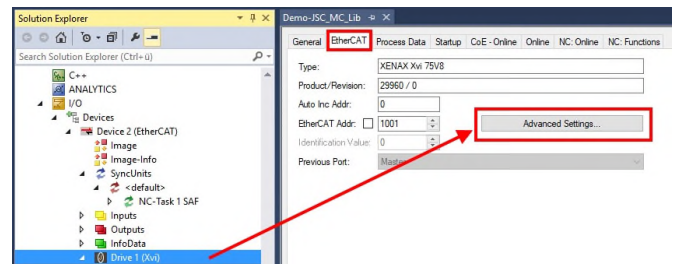 Solution Explorer
Search Solution Explorer (Ctrl+ü)
C++
ANALYTICS
I/O
Devices
Device 2 (EtherCAT)
Image
Image-Info
SyncUnits
<default>
NC-Task 1 SAF
Inputs
Outputs
InfoData
Drive 1 (Xvi)
Demo-JSC_MC_Lib
General EtherCAT Process Data Startup CoE - Online Online NC: Online NC: Functions
Type: XENAX Xvi 75V8
Product/Revision: 29960 / 0
Auto Inc Addr: 0
EtherCAT Addr: 1001 Advanced Settings...
Identification Value: 0
Previous Port: Master